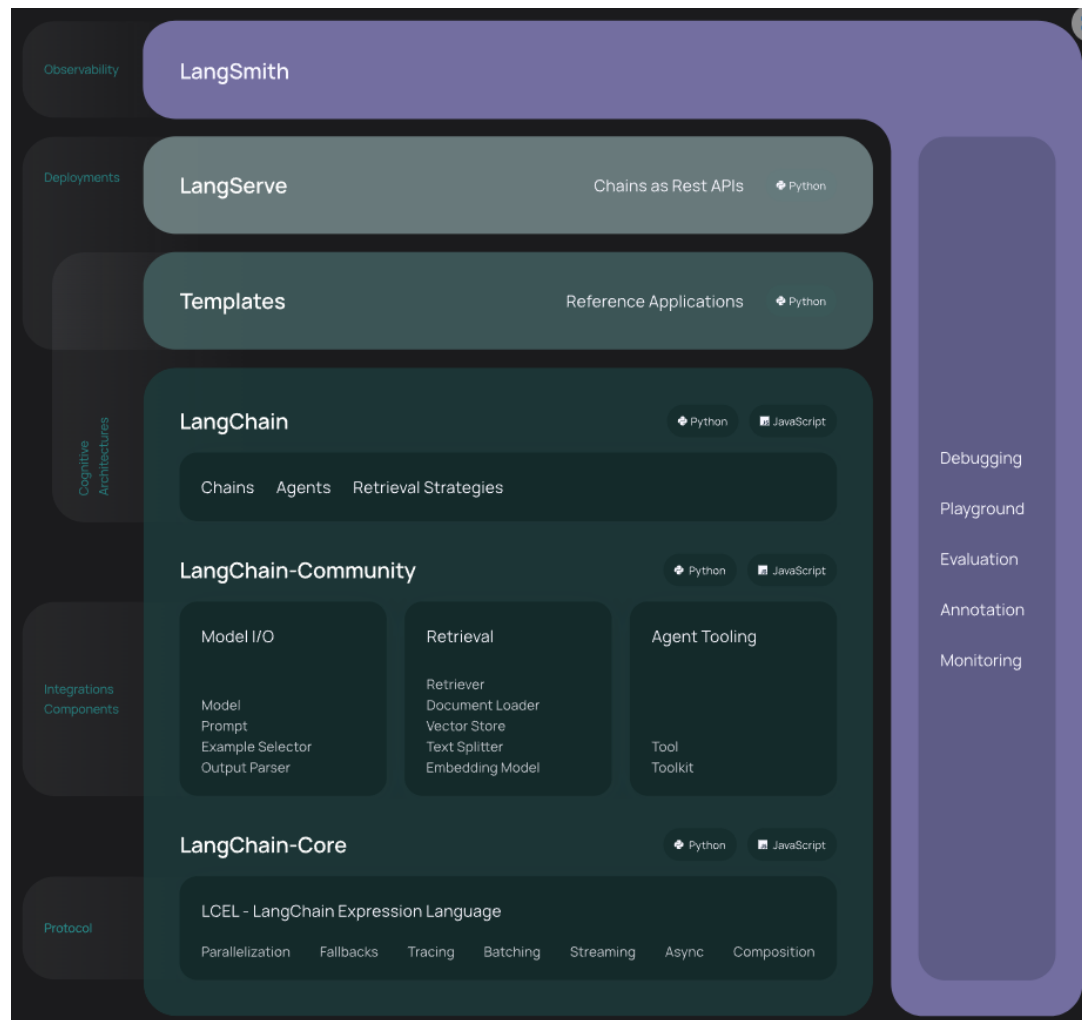 Observability
LangSmith
Deployments
LangServe
Chains as Rest APIs
Python
Templates
Reference Applications
Python
Cognitive
Architectures
LangChain
Python
JavaScript
Chains Agents Retrieval Strategies
LangChain-Community
Python
JavaScript
Integrations
Components
Model I/O
Model
Prompt
Example Selector
Output Parser
Retrieval
Retriever
Document Loader
Vector Store
Text Splitter
Embedding Model
Agent Tooling
Tool
Toolkit
LangChain-Core
Python
JavaScript
Protocol
LCEL - LangChain Expression Language
Parallelization Fallbacks Tracing Batching Streaming Async Composition
Debugging
Playground
Evaluation
Annotation
Monitoring